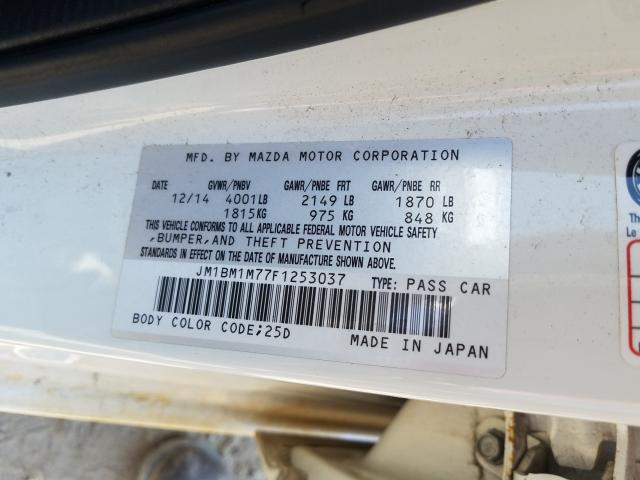 MFD. BY MAZDA MOTOR CORPORATION
DATE GVWR/PNBV GAWR/PNBE FRT GAWR/PNBE RR
12/14 4001LB 2149 LB 1870 LB
1815KG 975 KG 848 KG
THIS VEHICLE CONFORMS TO ALL APPLICABLE FEDERAL MOTOR VEHICLE SAFETY
,BUMPER,AND THEFT PREVENTION
STANDARDS IN EFFECT ON THE DATE OF MANUFACTURE SHOWN ABOVE.
JM1BM1M77F1253037 TYPE: PASS CAR
BODY COLOR CODE;25D MADE IN JAPAN
Th
Le